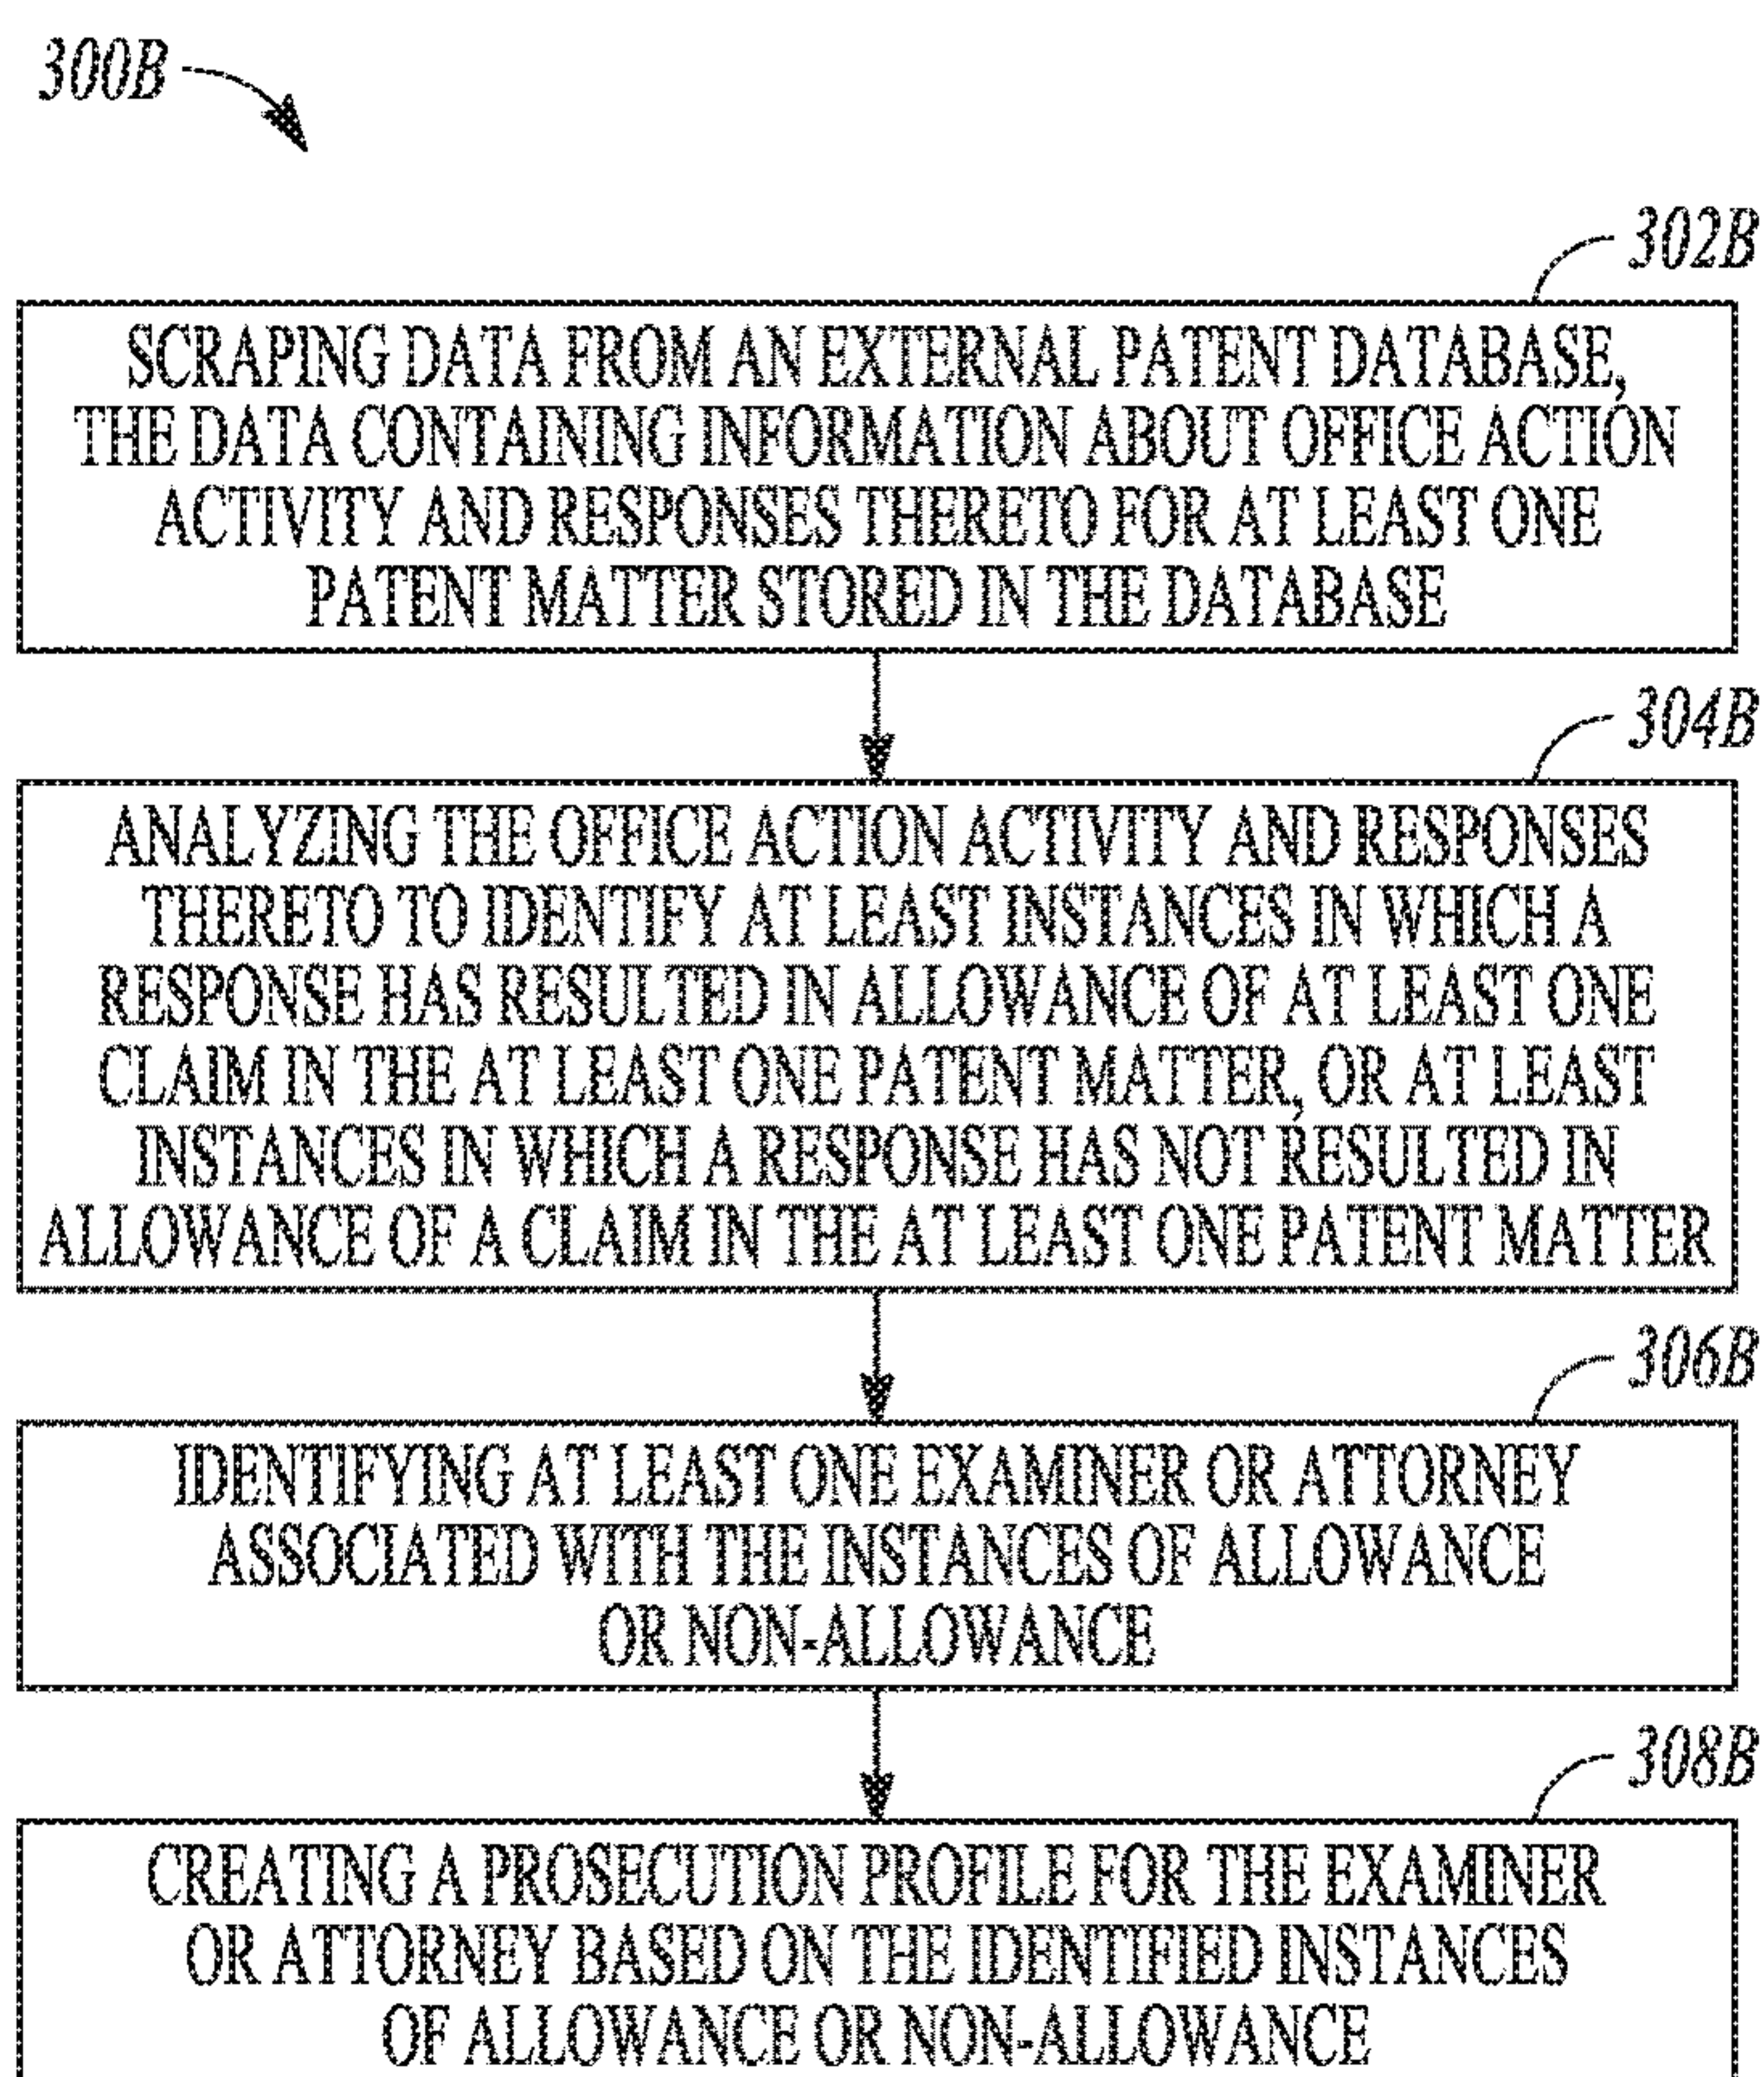 300B
302B
SCRAPING DATA FROM AN EXTERNAL PATENT DATABASE,
THE DATA CONTAINING INFORMATION ABOUT OFFICE ACTION
ACTIVITY AND RESPONSES THERETO FOR AT LEAST ONE
PATENT MATTER STORED IN THE DATABASE
304B
ANALYZING THE OFFICE ACTION ACTIVITY AND RESPONSES
THERETO TO IDENTIFY AT LEAST INSTANCES IN WHICH A
RESPONSE HAS RESULTED IN ALLOWANCE OF AT LEAST ONE
CLAIM IN THE AT LEAST ONE PATENT MATTER, OR AT LEAST
INSTANCES IN WHICH A RESPONSE HAS NOT RESULTED IN
ALLOWANCE OF A CLAIM IN THE AT LEAST ONE PATENT MATTER
306B
IDENTIFYING AT LEAST ONE EXAMINER OR ATTORNEY
ASSOCIATED WITH THE INSTANCES OF ALLOWANCE
OR NON-ALLOWANCE
308B
CREATING A PROSECUTION PROFILE FOR THE EXAMINER
OR ATTORNEY BASED ON THE IDENTIFIED INSTANCES
OF ALLOWANCE OR NON-ALLOWANCE